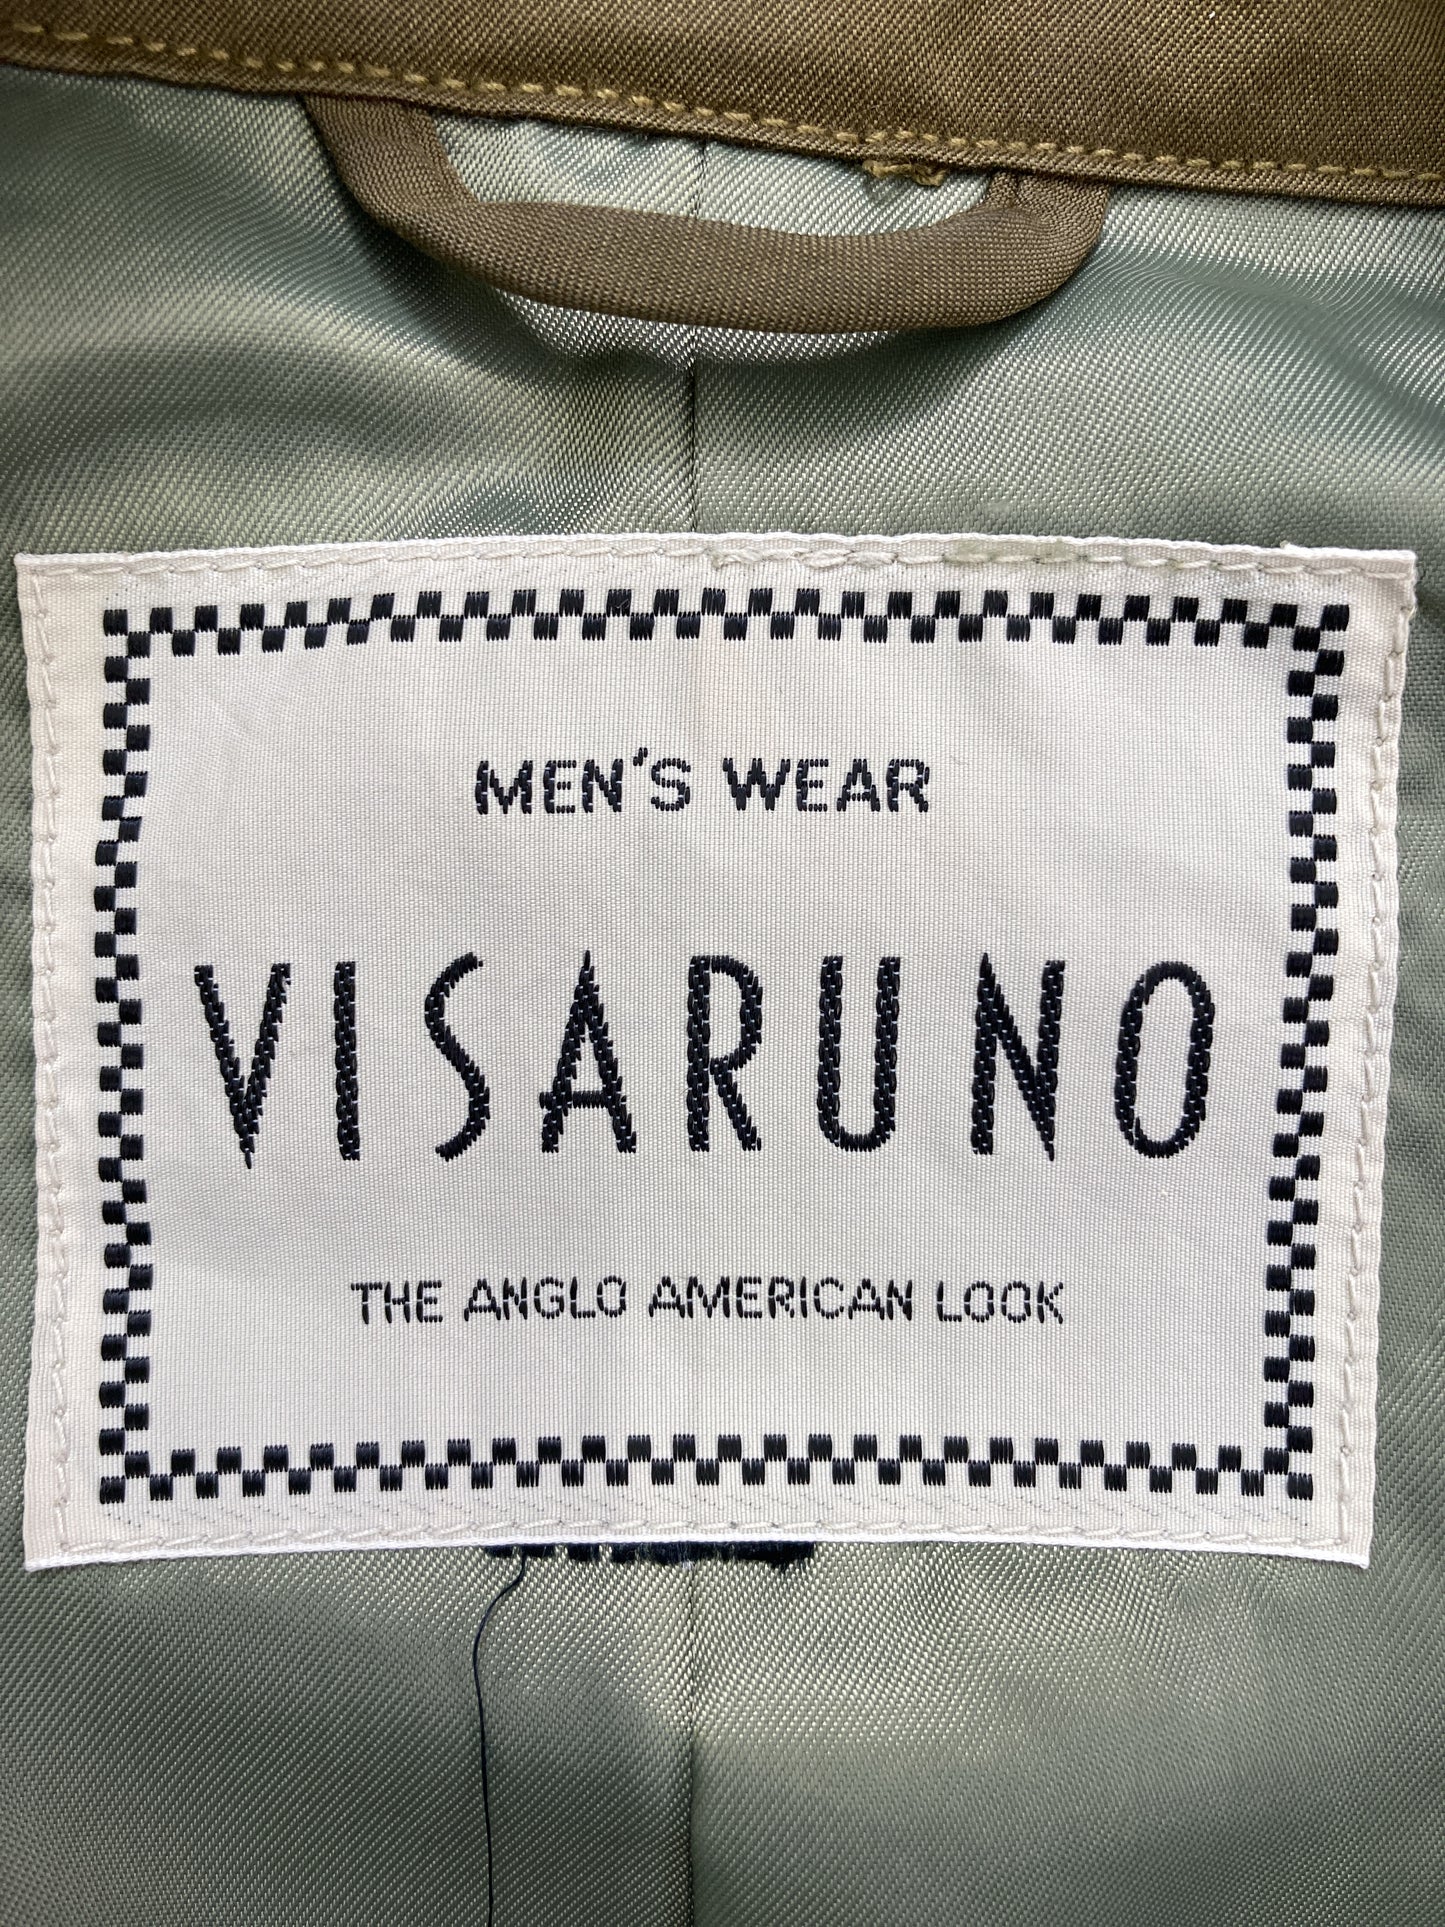 MEN'S WEAR
VISARUNO
THE ANGLO AMERICAN LOOK